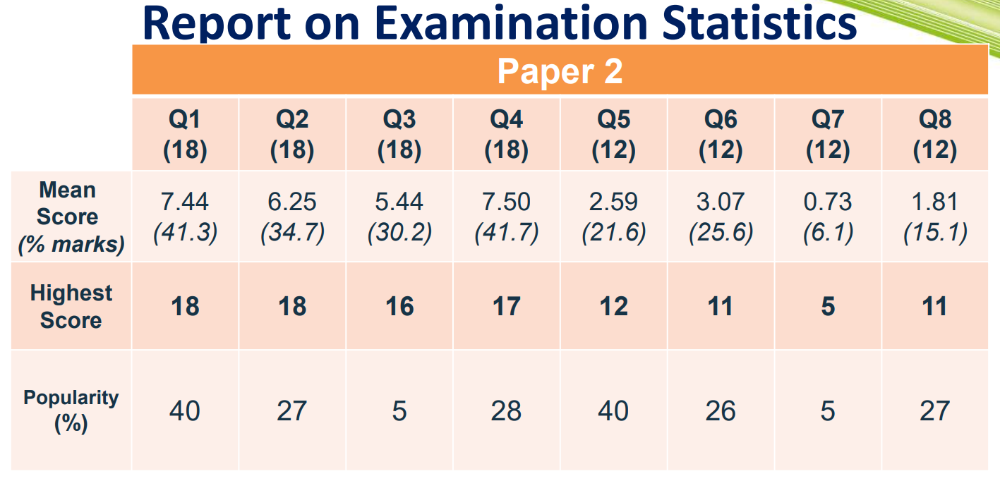 Report on Examination Statistics
Paper 2
Q1 Q2 Q3 Q4 Q5 Q6 Q7 Q8
(18) (18) (18) (18) (12) (12) (12) (12)
Mean
Score
(% marks)
7.44 6.25 5.44 7.50 2.59 3.07 0.73 1.81
(41.3) (34.7) (30.2) (41.7) (21.6) (25.6) (6.1) (15.1)
Highest
Score
18 18 16 17 12 11 5 11
Popularity
(%)
40 27 5 28 40 26 5 27